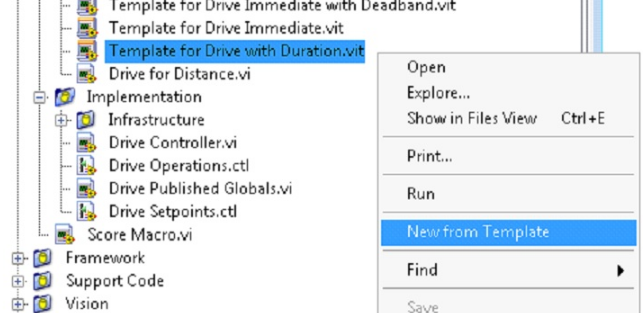 Template for Drive Immediate with Deadband.vit
Template for Drive Immediate.vit
Template for Drive with Duration.vit
Drive for Distance.vi
Implementation
Infrastructure
Drive Controller.vi
Drive Operations.ctl
Drive Published Globals.vi
Drive Setpoints.ctl
Score Macro.vi
Framework
Support Code
Vision
Open
Explore...
Show in Files View Ctrl+E
Print...
Run
New from Template
Find
Save